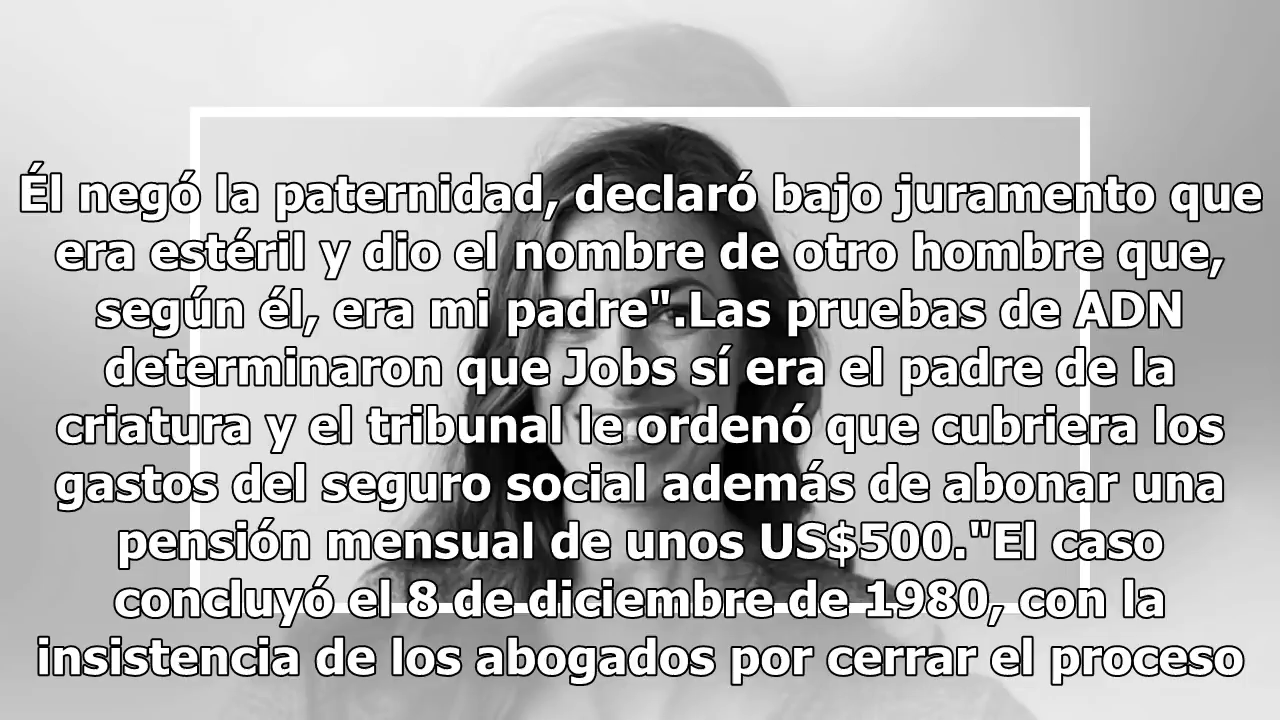 Él negó la paternidad, declaró bajo juramento que
era estéril y dio el nombre de otro hombre que,
según él, era mi padre".Las pruebas de ADN
determinaron que Jobs sí era el padre de la
criatura y el tribunal le ordenó que cubriera los
gastos del seguro social además de abonar una
pensión mensual de unos US$500."El caso
concluyó el 8 de diciembre de 1980, con la
insistencia de los abogados por cerrar el proceso